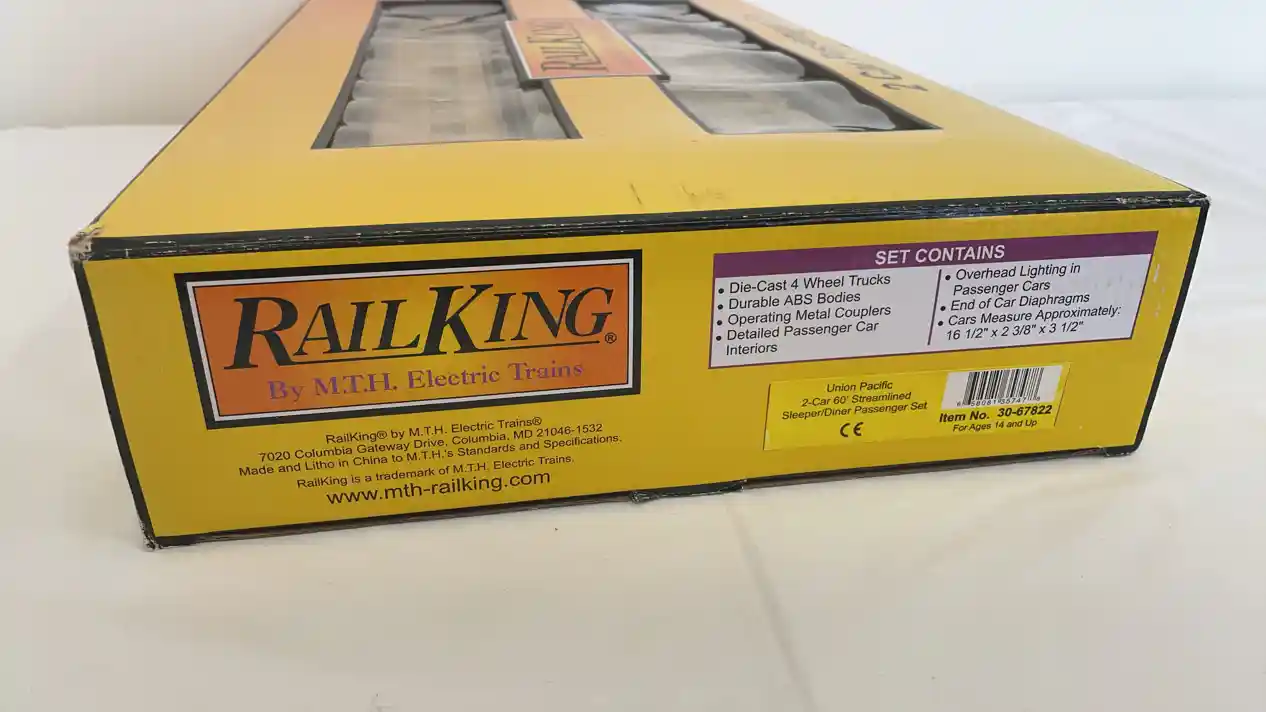 RAILKING
2 Car
RAILKING®
By M.T.H. Electric Trains
RailKing® by M.T.H. Electric Trains®
7020 Columbia Gateway Drive, Columbia, MD 21046-1532
Made and Litho in China to M.T.H.'s Standards and Specifications.
RailKing is a trademark of M.T.H. Electric Trains.
www.mth-railking.com
SET CONTAINS
• Die-Cast 4 Wheel Trucks
• Durable ABS Bodies
• Operating Metal Couplers
• Detailed Passenger Car
Interiors
• Overhead Lighting in
Passenger Cars
• End of Car Diaphragms
• Cars Measure Approximately:
16 1/2" x 2 3/8" x 3 1/2"
Union Pacific
2-Car 60' Streamlined
Sleeper/Diner Passenger Set
CE
Item No. 30-67822
For Ages 14 and Up